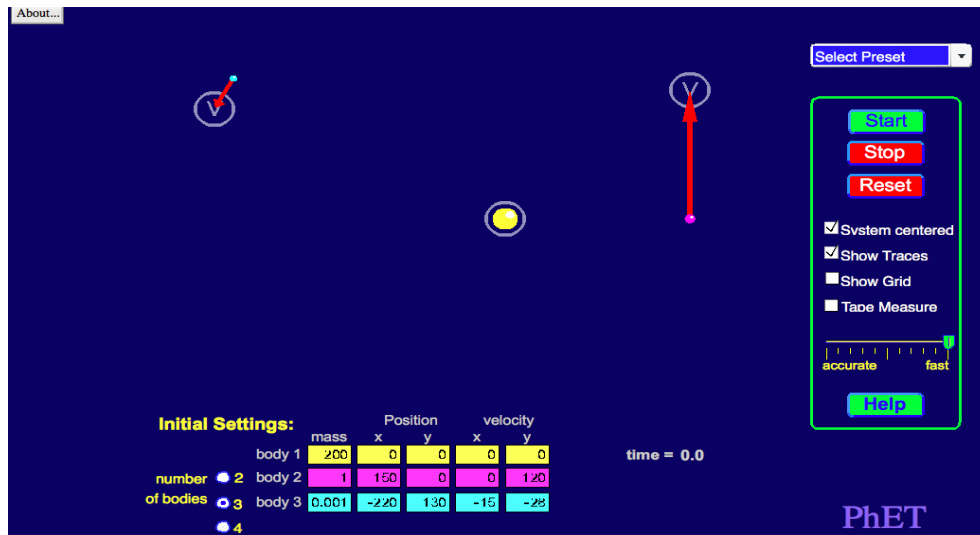 About...
Select Preset
V
V
Start
Stop
Reset
System centered
Show Traces
Show Grid
Tape Measure
accurate fast
Help
Initial Settings: Position velocity
mass x y x y
body 1 200 0 0 0 0 time = 0.0
number 2 body 2 1 150 0 0 120
of bodies 3 body 3 0.001 -220 130 -15 -28
4
PhET